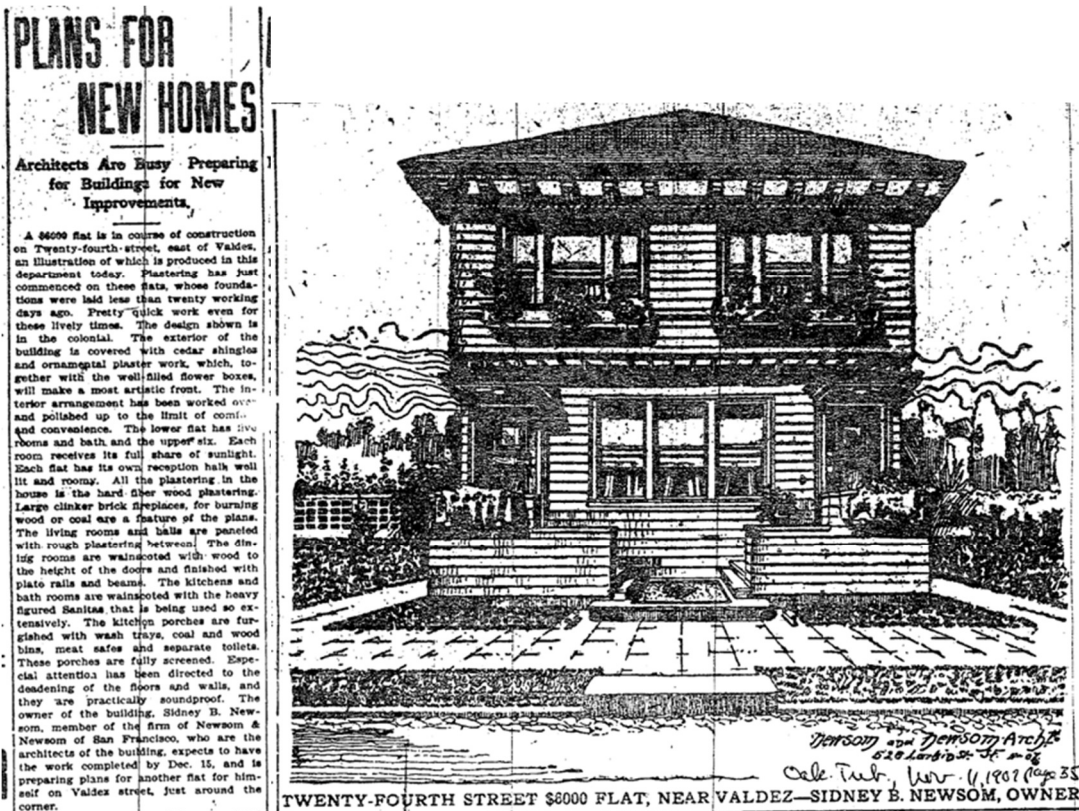 PLANS FOR
NEW HOMES
Architects Are Busy Preparing
for Buildings for New
Improvements.
A $6000 flat is in course of construction
on Twenty-fourth street, east of Valdez,
an illustration of which is produced in this
department today. Plastering has just
commenced on these flats, whose founda-
tions were laid less than twenty working
days ago. Pretty quick work even for
these lively times. The design shown is
in the colonial. The exterior of the
building is covered with cedar shingles
and ornamental plaster work, which, to-
gether with the well-filled flower boxes,
will make a most artistic front. The in-
terior arrangement has been worked over
and polished up to the limit of
and convenience. The lower flat has five
rooms and bath and the upper six. Each
room receives its full share of sunlight.
Each flat has its own reception hall well
lit and roomy. All the plastering in the
house is the hard fiber wood plastering.
Large clinker brick fireplaces, for burning
wood or coal are a feature of the plans.
The living rooms and halls are paneled
with rough plastering between. The din-
ing rooms are wainscoted with wood to
the height of the doors and finished with
plate rails and beams. The kitchens and
bath rooms are wainscoted with the heavy
figured Sanitas that is being used so ex-
tensively. The kitchen porches are fur-
gished with wash trays, coal and wood
bins, meat safes and separate toilets.
These porches are fully screened. Espe-
cial attention has been directed to the
deadening of the floors and walls, and
they are practically soundproof. The
owner of the building, Sidney B. New-
som, member of the firm of Newsom &
Newsom of San Francisco, who are the
architects of the building, expects to have
the work completed by Dec. 15, and is
preparing plans for another flat for him-
self on Valdez street, just around the
corner.
Newsom and Newsom-Archts
528 Larkin St. S.F.
Oak. Trib, Nov. 11, 1907 Page 35
TWENTY-FOURTH STREET $6000 FLAT, NEAR VALDEZ—SIDNEY B. NEWSOM, OWNER